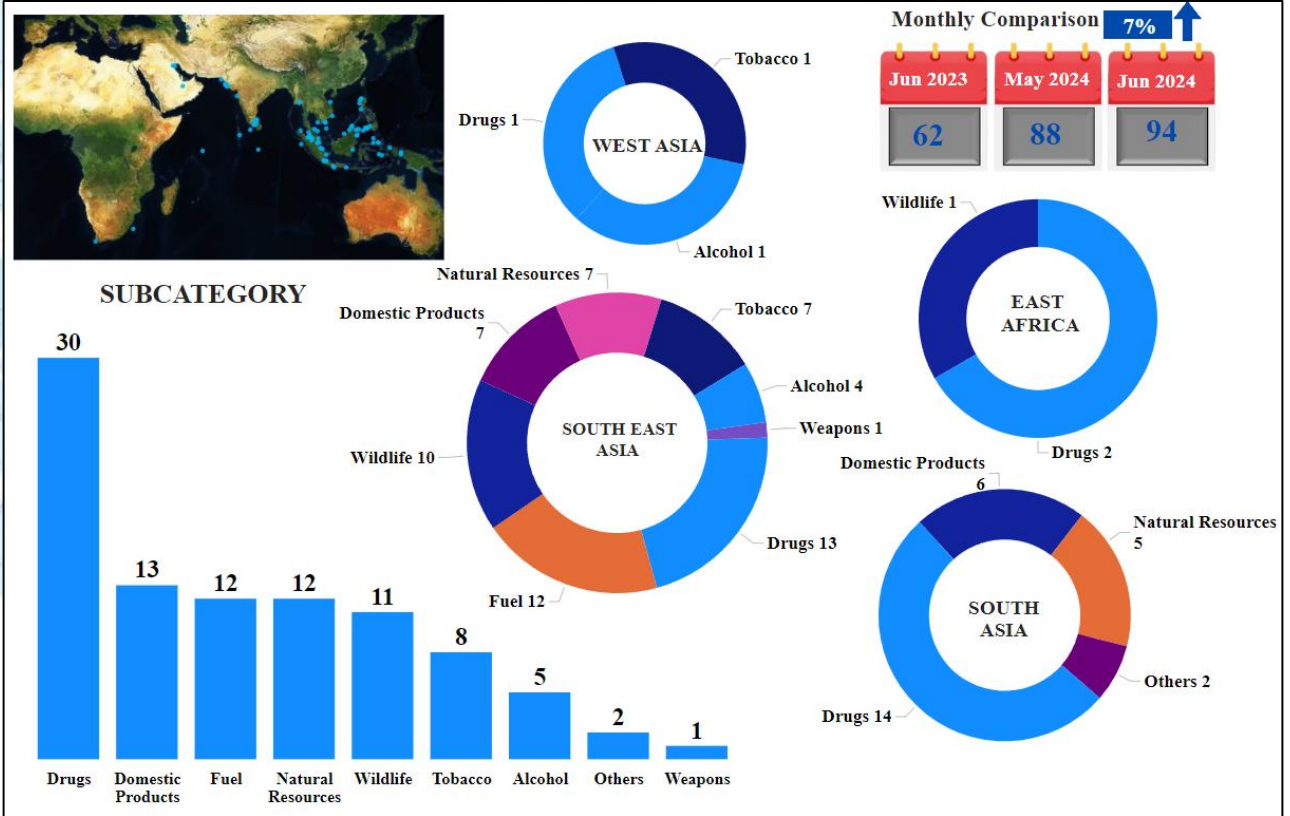 Monthly Comparison 7%
Jun 2023 May 2024 Jun 2024
62 88 94
Tobacco 1
Drugs 1
WEST ASIA
Alcohol 1
Wildlife 1
EAST
AFRICA
Drugs 2
Natural Resources 7
Domestic Products
7
Tobacco 7
Alcohol 4
Weapons 1
SOUTH EAST
ASIA
Wildlife 10
Drugs 13
Fuel 12
Domestic Products
6
Natural Resources
5
SOUTH
ASIA
Others 2
Drugs 14
SUBCATEGORY
30
13
12
12
11
8
5
2
1
Drugs
Domestic
Products
Fuel
Natural
Resources
Wildlife
Tobacco
Alcohol
Others
Weapons